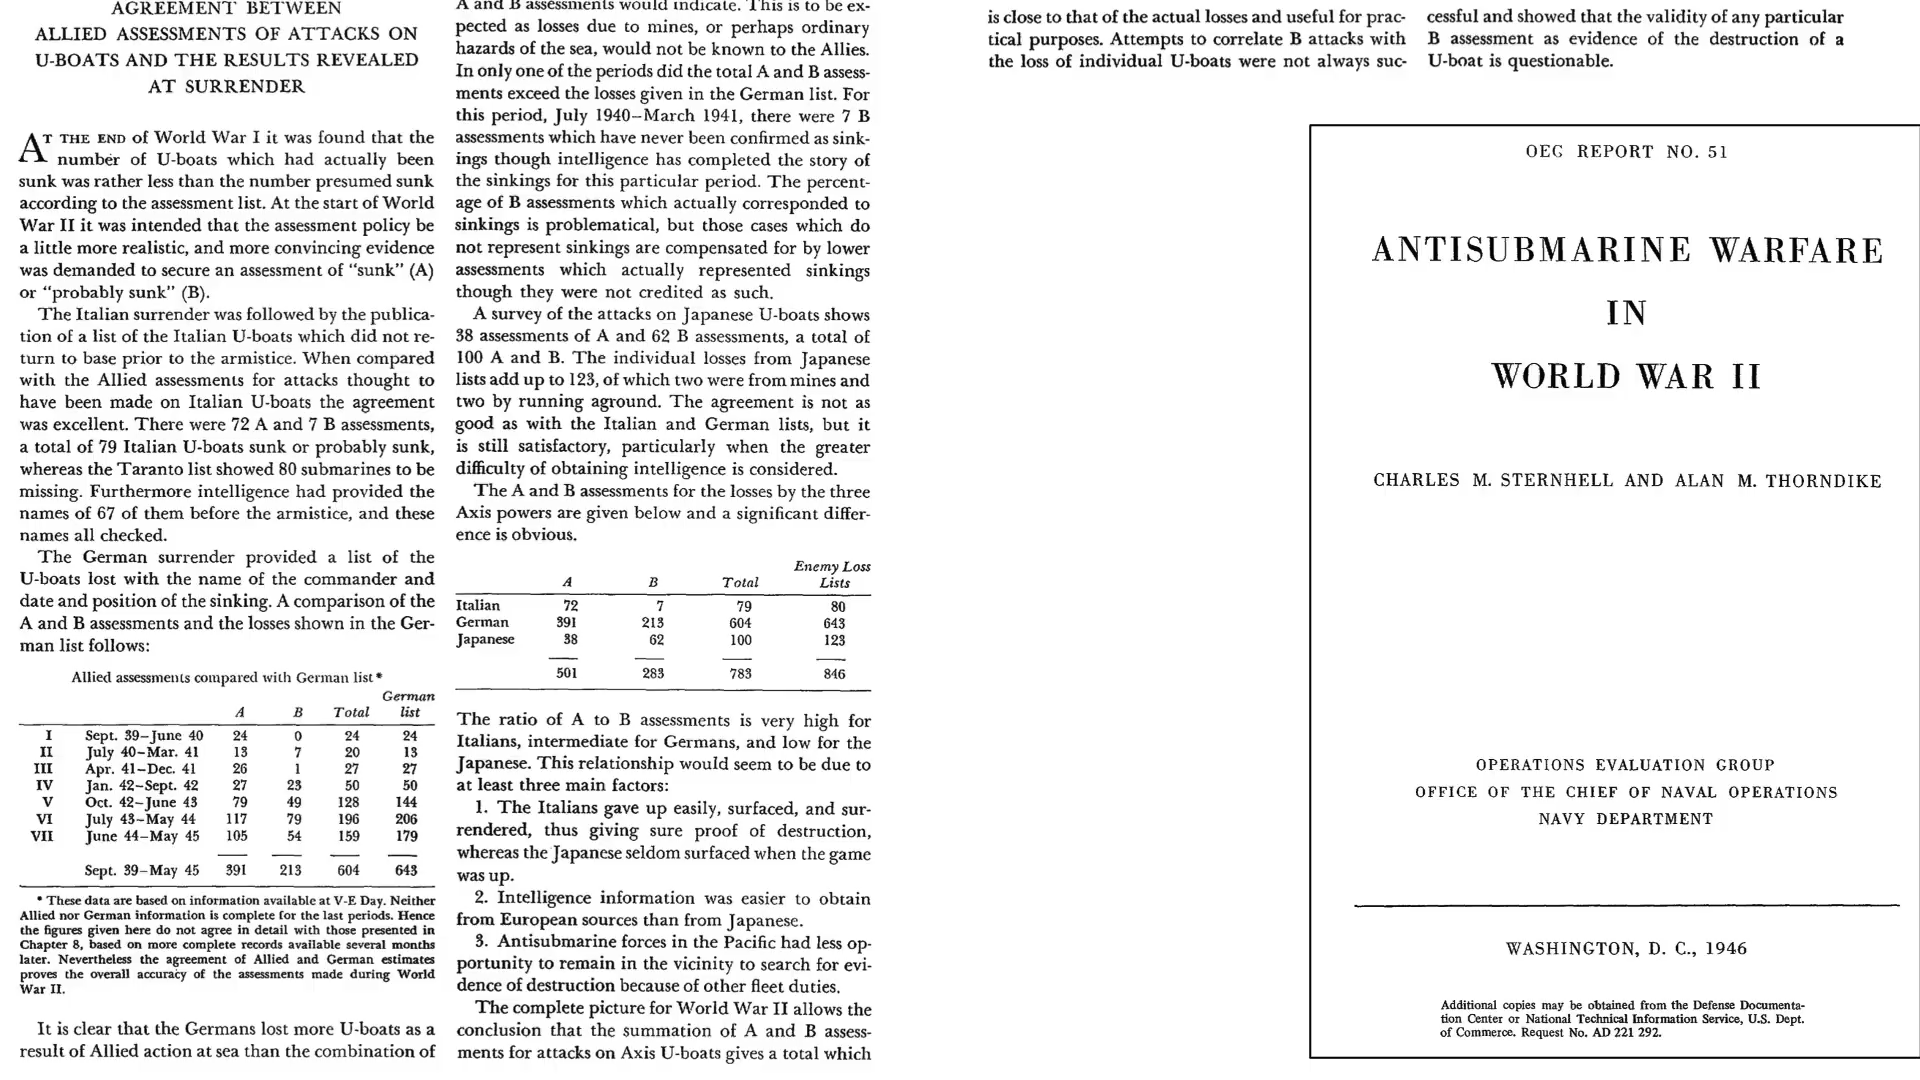 AGREEMENT BETWEEN
ALLIED ASSESSMENTS OF ATTACKS ON
U-BOATS AND THE RESULTS REVEALED
AT SURRENDER
AT THE END of World War I it was found that the
number of U-boats which had actually been
sunk was rather less than the number presumed sunk
according to the assessment list. At the start of World
War II it was intended that the assessment policy be
a little more realistic, and more convincing evidence
was demanded to secure an assessment of "sunk" (A)
or "probably sunk" (B).
The Italian surrender was followed by the publica-
tion of a list of the Italian U-boats which did not re-
turn to base prior to the armistice. When compared
with the Allied assessments for attacks thought to
have been made on Italian U-boats the agreement
was excellent. There were 72 A and 7 B assessments,
a total of 79 Italian U-boats sunk or probably sunk,
whereas the Taranto list showed 80 submarines to be
missing. Furthermore intelligence had provided the
names of 67 of them before the armistice, and these
names all checked.
The German surrender provided a list of the
U-boats lost with the name of the commander and
date and position of the sinking. A comparison of the
A and B assessments and the losses shown in the Ger-
man list follows:
Allied assessments compared with German list*
German
A B Total list
I Sept. 39–June 40 24 0 24 24
II July 40–Mar. 41 13 7 20 13
III Apr. 41–Dec. 41 26 1 27 27
IV Jan. 42–Sept. 42 27 23 50 50
V Oct. 42–June 43 79 49 128 144
VI July 43–May 44 117 79 196 206
VII June 44–May 45 105 54 159 179
Sept. 39–May 45 391 213 604 643
* These data are based on information available at V-E Day. Neither
Allied nor German information is complete for the last periods. Hence
the figures given here do not agree in detail with those presented in
Chapter 8, based on more complete records available several months
later. Nevertheless the agreement of Allied and German estimates
proves the overall accuracy of the assessments made during World
War II.
It is clear that the Germans lost more U-boats as a
result of Allied action at sea than the combination of
A and B assessments would indicate. This is to be ex-
pected as losses due to mines, or perhaps ordinary
hazards of the sea, would not be known to the Allies.
In only one of the periods did the total A and B assess-
ments exceed the losses given in the German list. For
this period, July 1940–March 1941, there were 7 B
assessments which have never been confirmed as sink-
ings though intelligence has completed the story of
the sinkings for this particular period. The percent-
age of B assessments which actually corresponded to
sinkings is problematical, but those cases which do
not represent sinkings are compensated for by lower
assessments which actually represented sinkings
though they were not credited as such.
A survey of the attacks on Japanese U-boats shows
38 assessments of A and 62 B assessments, a total of
100 A and B. The individual losses from Japanese
lists add up to 123, of which two were from mines and
two by running aground. The agreement is not as
good as with the Italian and German lists, but it
is still satisfactory, particularly when the greater
difficulty of obtaining intelligence is considered.
The A and B assessments for the losses by the three
Axis powers are given below and a significant differ-
ence is obvious.
Enemy Loss
A B Total Lists
Italian 72 7 79 80
German 391 213 604 643
Japanese 38 62 100 123
501 283 783 846
The ratio of A to B assessments is very high for
Italians, intermediate for Germans, and low for the
Japanese. This relationship would seem to be due to
at least three main factors:
1. The Italians gave up easily, surfaced, and sur-
rendered, thus giving sure proof of destruction,
whereas the Japanese seldom surfaced when the game
was up.
2. Intelligence information was easier to obtain
from European sources than from Japanese.
3. Antisubmarine forces in the Pacific had less op-
portunity to remain in the vicinity to search for evi-
dence of destruction because of other fleet duties.
The complete picture for World War II allows the
conclusion that the summation of A and B assess-
ments for attacks on Axis U-boats gives a total which
is close to that of the actual losses and useful for prac-
tical purposes. Attempts to correlate B attacks with
the loss of individual U-boats were not always suc-
cessful and showed that the validity of any particular
B assessment as evidence of the destruction of a
U-boat is questionable.
OEG REPORT NO. 51
ANTISUBMARINE WARFARE
IN
WORLD WAR II
CHARLES M. STERNHELL AND ALAN M. THORNDIKE
OPERATIONS EVALUATION GROUP
OFFICE OF THE CHIEF OF NAVAL OPERATIONS
NAVY DEPARTMENT
WASHINGTON, D. C., 1946
Additional copies may be obtained from the Defense Documenta-
tion Center or National Technical Information Service, U.S. Dept.
of Commerce. Request No. AD 221 292.